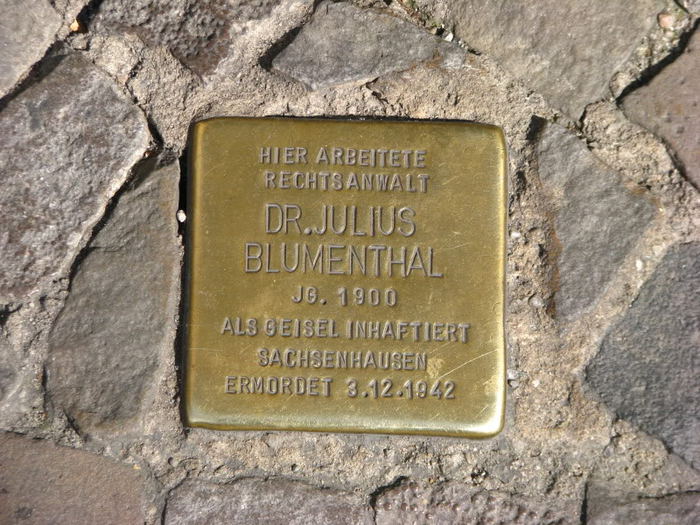 HIER ARBEITETE
RECHTSANWALT
DR. JULIUS
BLUMENTHAL
JG. 1900
ALS GEISEL INHAFTIERT
SACHSENHAUSEN
ERMORDET 3.12.1942